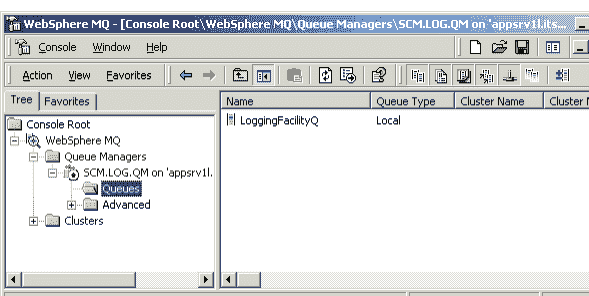 WebSphere MQ - [Console Root\WebSphere MQ\Queue Managers\SCM.LOG.QM on 'appsrv1l.its...
Console Window Help
Action View Favorites
Tree Favorites
Name Queue Type Cluster Name Cluster
Console Root
LoggingFacilityQ Local
WebSphere MQ
Queue Managers
SCM.LOG.QM on 'appsrv1l.
Queues
Advanced
Clusters